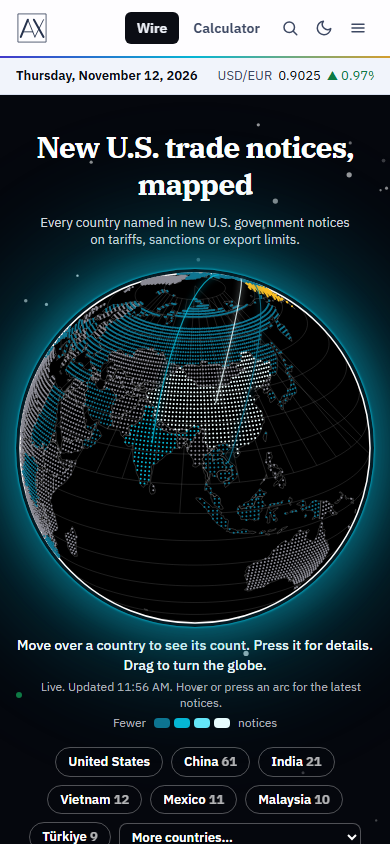 AX
Wire
Calculator
Thursday, November 12, 2026 USD/EUR 0.9025 ▲ 0.97%
New U.S. trade notices,
mapped
Every country named in new U.S. government notices
on tariffs, sanctions or export limits.
Move over a country to see its count. Press it for details.
Drag to turn the globe.
Live. Updated 11:56 AM. Hover or press an arc for the latest
notices.
Fewer notices
United States China 61 India 21
Vietnam 12 Mexico 11 Malaysia 10
Türkiye 9 More countries...